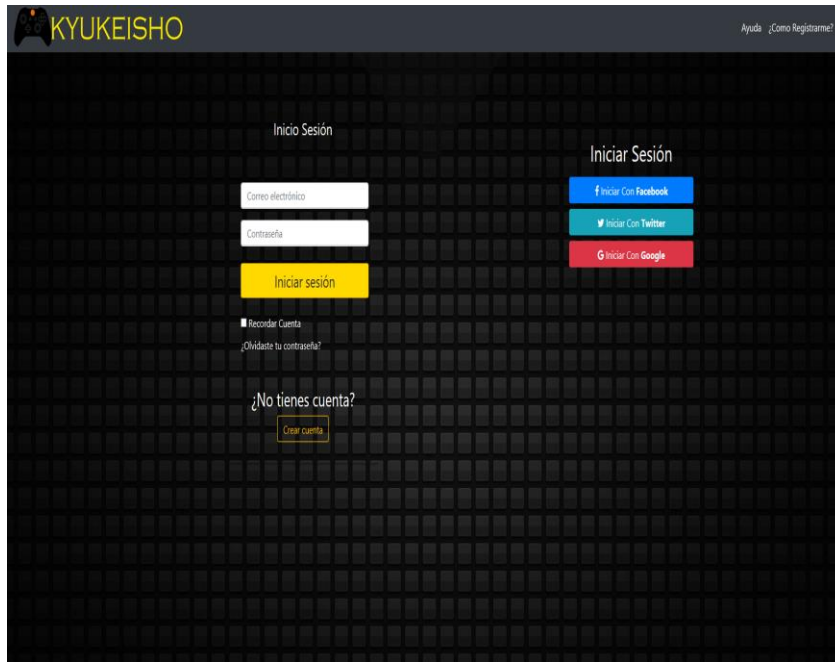 KYUKEISHO
Ayuda ¿Como Registrarme?
Inicio Sesión
Correo electrónico
Contraseña
Iniciar sesión
Recordar Cuenta
¿Olvidaste tu contraseña?
¿No tienes cuenta?
Crear cuenta
Iniciar Sesión
Iniciar Con Facebook
Iniciar Con Twitter
G Iniciar Con Google